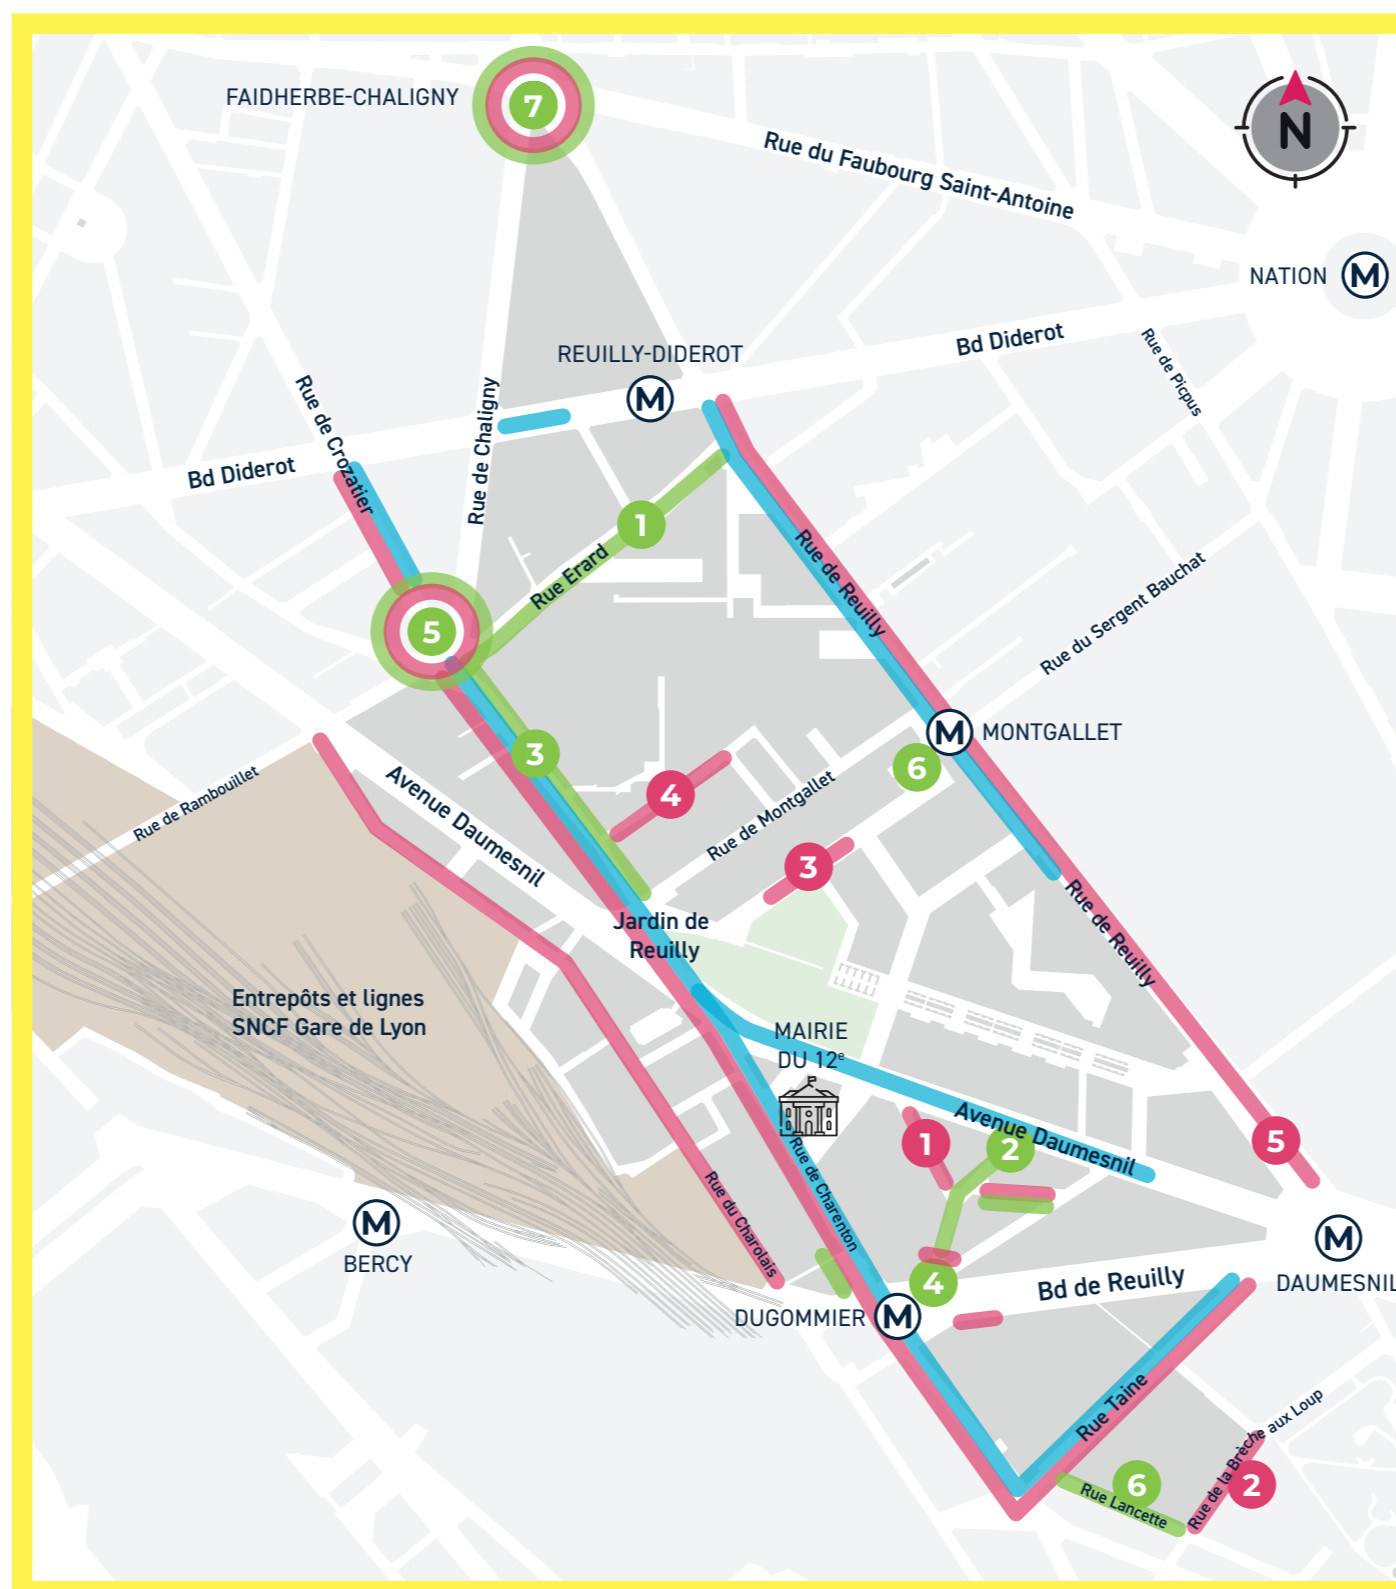 FAIDHERBE-CHALIGNY
7
Rue du Faubourg Saint-Antoine
N
NATION
M
REUILLY-DIDEROT
M
Bd Diderot
Rue de Picpus
Rue de Crozatier
Rue de Chaligny
Bd Diderot
1
Rue Erard
Rue de Reuilly
Rue du Sergent Bauchat
5
3
M
MONTGALLET
6
4
Rue de Rambouillet
Avenue Daumesnil
Rue de Montgallet
3
Jardin de
Reuilly
Rue de Reuilly
Entrepôts et lignes
SNCF Gare de Lyon
MAIRIE
DU 12e
Avenue Daumesnil
1
2
5
Rue de Charenton
Rue du Charolais
M
BERCY
4
Bd de Reuilly
M
DAUMESNIL
DUGOMMIER
M
Rue Taine
Rue de la Brèche aux Loup
6
2
Rue Lancette